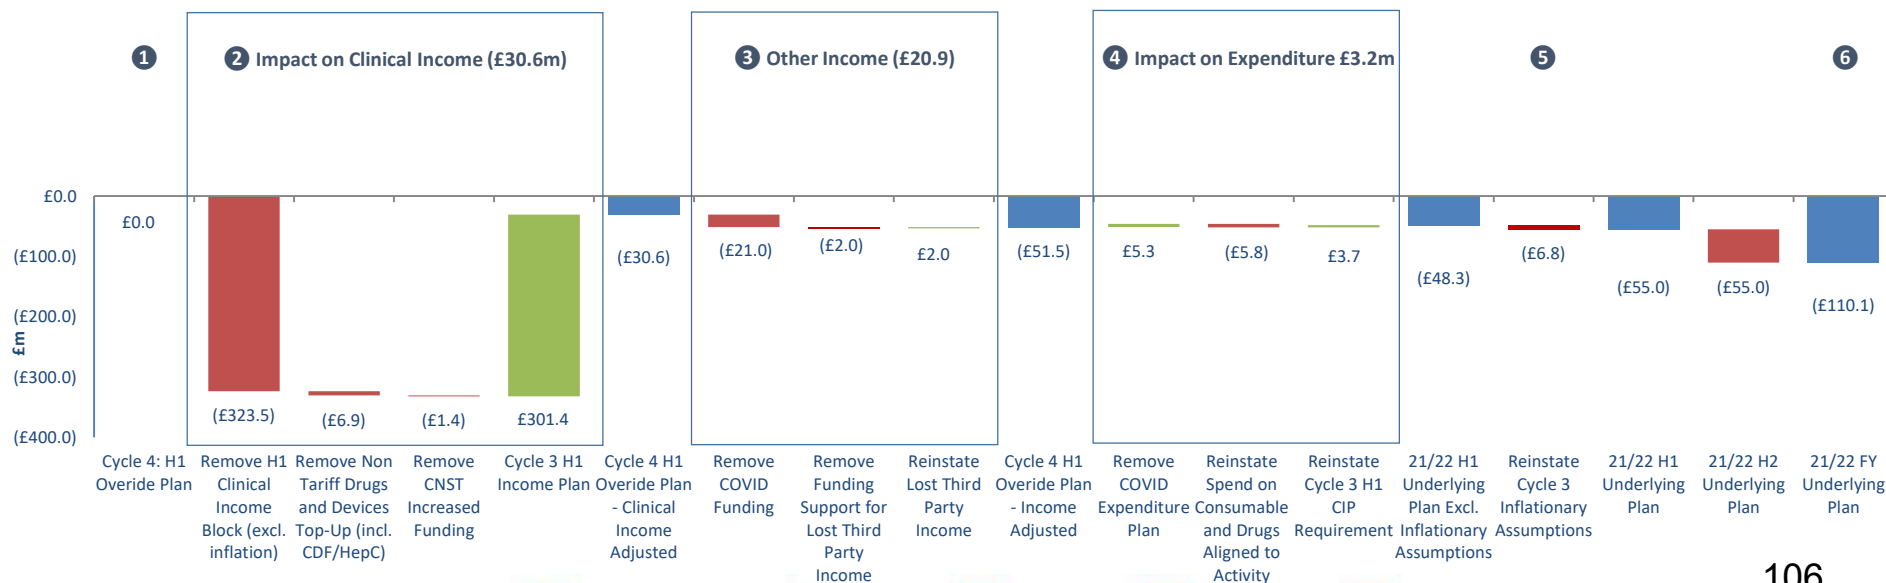 1
2 Impact on Clinical Income (£30.6m)
3 Other Income (£20.9)
4 Impact on Expenditure £3.2m
5
6
£0.0
(£100.0)
(£200.0)
(£300.0)
(£400.0)
£m
£0.0
(£323.5)
(£6.9)
(£1.4)
£301.4
(£30.6)
(£21.0)
(£2.0)
£2.0
(£51.5)
£5.3
(£5.8)
£3.7
(£48.3)
(£6.8)
(£55.0)
(£55.0)
(£110.1)
Cycle 4: H1
Overide Plan
Remove H1
Clinical
Income
Block (excl.
inflation)
Remove Non
Tariff Drugs
and Devices
Top-Up (incl.
CDF/HepC)
Remove
CNST
Increased
Funding
Cycle 3 H1
Income Plan
Cycle 4 H1
Overide Plan
- Clinical
Income
Adjusted
Remove
COVID
Funding
Remove
Funding
Support for
Lost Third
Party
Income
Reinstate
Lost Third
Party
Income
Cycle 4 H1
Overide Plan
- Income
Adjusted
Remove
COVID
Expenditure
Plan
Reinstate
Spend on
Consumable
and Drugs
Aligned to
Activity
Reinstate
Cycle 3 H1
CIP
Requirement
21/22 H1
Underlying
Plan Excl.
Inflationary
Assumptions
Reinstate
Cycle 3
Inflationary
Assumptions
21/22 H1
Underlying
Plan
21/22 H2
Underlying
Plan
21/22 FY
Underlying
Plan
106